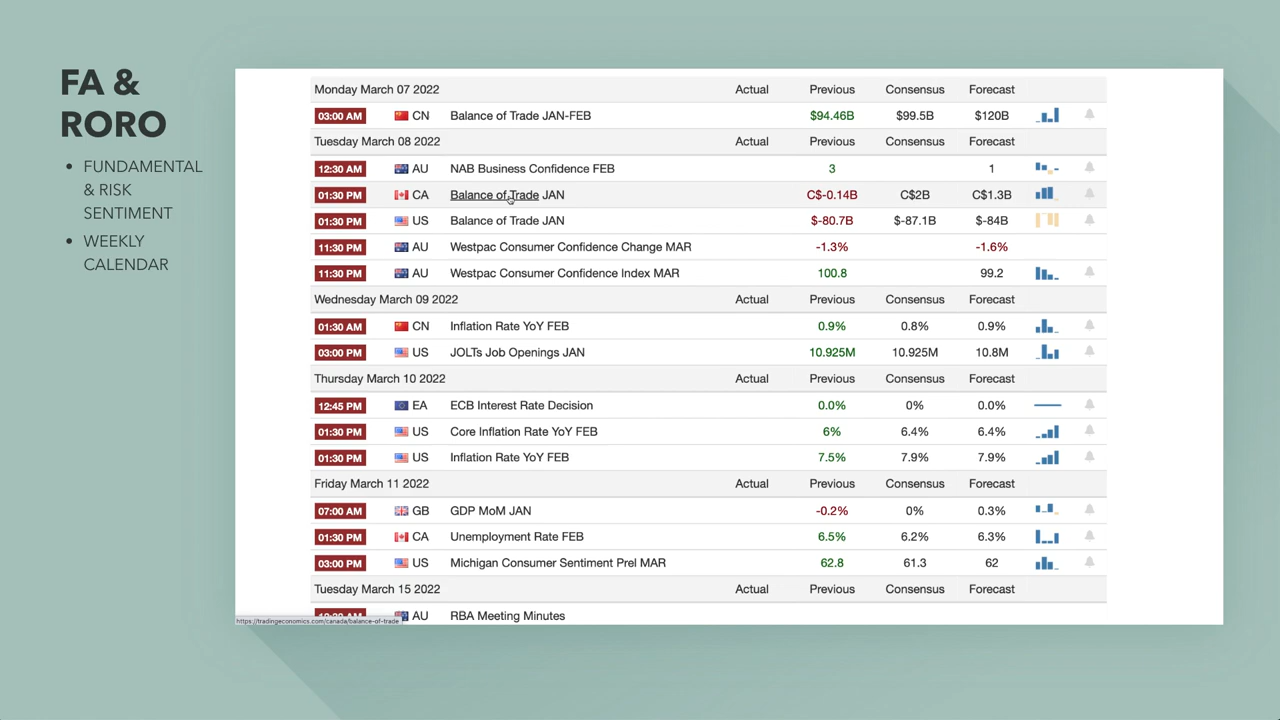 FA &
RORO
• FUNDAMENTAL
& RISK
SENTIMENT
• WEEKLY
CALENDAR
Monday March 07 2022 Actual Previous Consensus Forecast
03:00 AM CN Balance of Trade JAN-FEB $94.46B $99.5B $120B
Tuesday March 08 2022 Actual Previous Consensus Forecast
12:30 AM AU NAB Business Confidence FEB 3 1
01:30 PM CA Balance of Trade JAN C$-0.14B C$2B C$1.3B
01:30 PM US Balance of Trade JAN $-80.7B $-87.1B $-84B
11:30 PM AU Westpac Consumer Confidence Change MAR -1.3% -1.6%
11:30 PM AU Westpac Consumer Confidence Index MAR 100.8 99.2
Wednesday March 09 2022 Actual Previous Consensus Forecast
01:30 AM CN Inflation Rate YoY FEB 0.9% 0.8% 0.9%
03:00 PM US JOLTs Job Openings JAN 10.925M 10.925M 10.8M
Thursday March 10 2022 Actual Previous Consensus Forecast
12:45 PM EA ECB Interest Rate Decision 0.0% 0% 0.0%
01:30 PM US Core Inflation Rate YoY FEB 6% 6.4% 6.4%
01:30 PM US Inflation Rate YoY FEB 7.5% 7.9% 7.9%
Friday March 11 2022 Actual Previous Consensus Forecast
07:00 AM GB GDP MoM JAN -0.2% 0% 0.3%
01:30 PM CA Unemployment Rate FEB 6.5% 6.2% 6.3%
03:00 PM US Michigan Consumer Sentiment Prel MAR 62.8 61.3 62
Tuesday March 15 2022 Actual Previous Consensus Forecast
AU RBA Meeting Minutes
https://tradingeconomics.com/canada/balance-of-trade